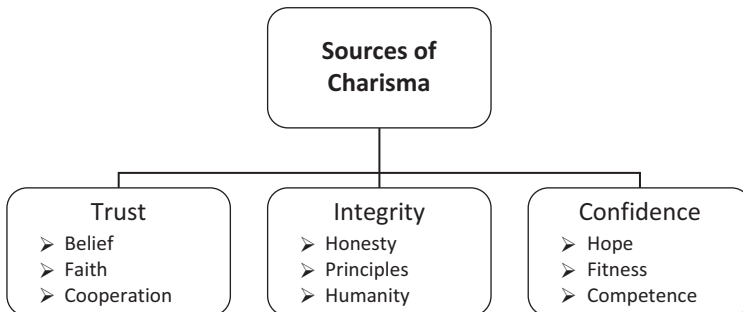 Sources of
Charisma
Trust
➢ Belief
➢ Faith
➢ Cooperation
Integrity
➢ Honesty
➢ Principles
➢ Humanity
Confidence
➢ Hope
➢ Fitness
➢ Competence